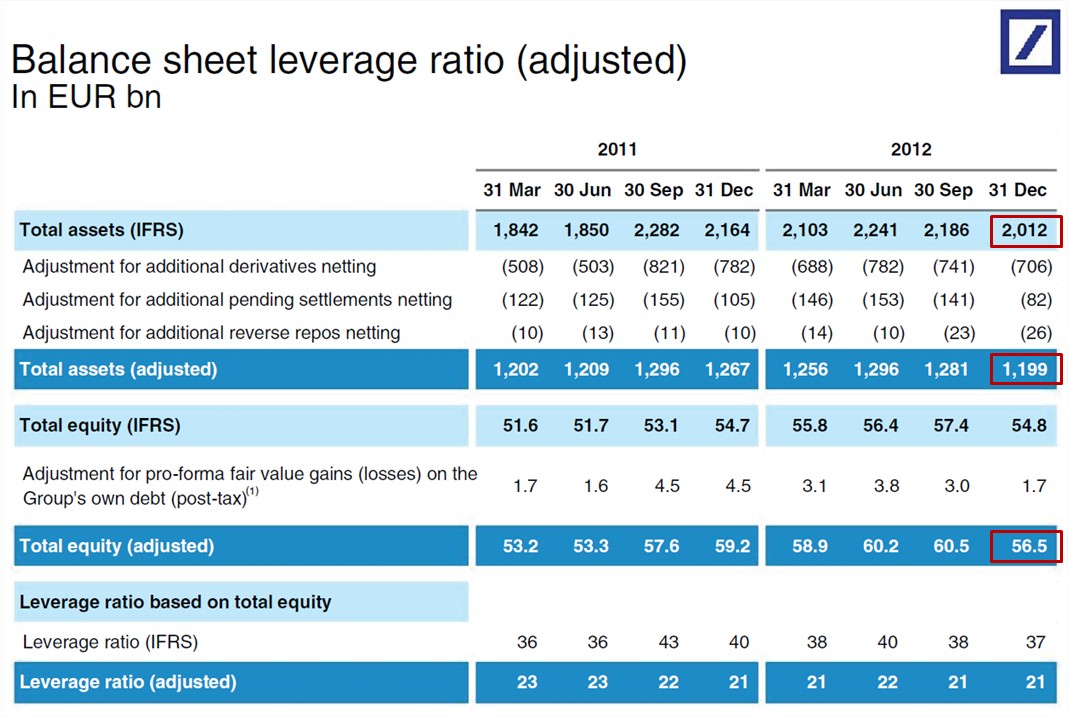 Balance sheet leverage ratio (adjusted)
In EUR bn
2011 2012
31 Mar 30 Jun 30 Sep 31 Dec 31 Mar 30 Jun 30 Sep 31 Dec
Total assets (IFRS) 1,842 1,850 2,282 2,164 2,103 2,241 2,186 2,012
Adjustment for additional derivatives netting (508) (503) (821) (782) (688) (782) (741) (706)
Adjustment for additional pending settlements netting (122) (125) (155) (105) (146) (153) (141) (82)
Adjustment for additional reverse repos netting (10) (13) (11) (10) (14) (10) (23) (26)
Total assets (adjusted) 1,202 1,209 1,296 1,267 1,256 1,296 1,281 1,199
Total equity (IFRS) 51.6 51.7 53.1 54.7 55.8 56.4 57.4 54.8
Adjustment for pro-forma fair value gains (losses) on the
Group's own debt (post-tax)(1) 1.7 1.6 4.5 4.5 3.1 3.8 3.0 1.7
Total equity (adjusted) 53.2 53.3 57.6 59.2 58.9 60.2 60.5 56.5
Leverage ratio based on total equity
Leverage ratio (IFRS) 36 36 43 40 38 40 38 37
Leverage ratio (adjusted) 23 23 22 21 21 22 21 21